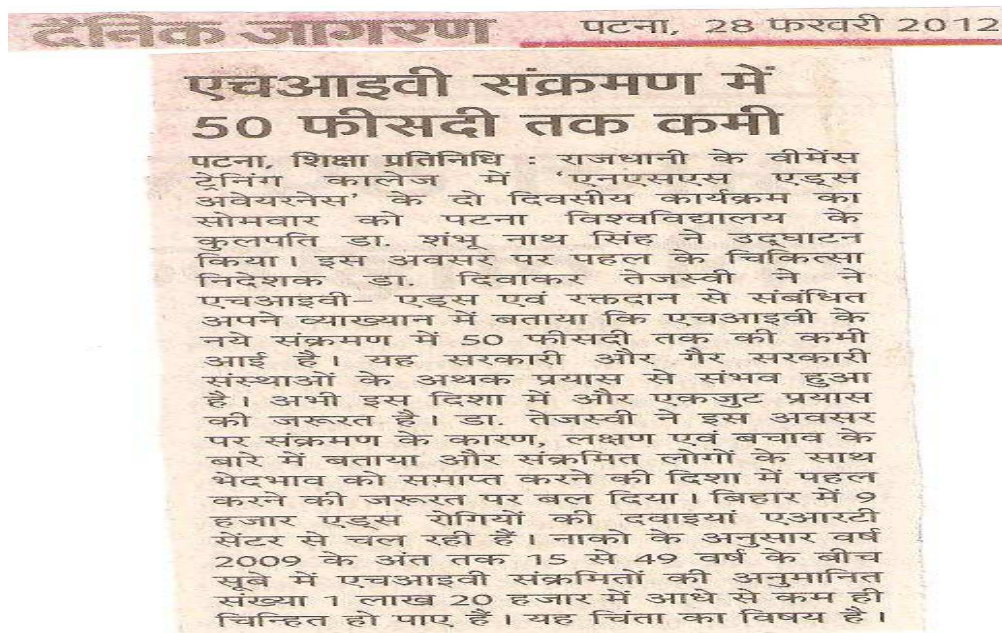 दैनिक जागरण पटना, 28 फरवरी 2012
एचआइवी संक्रमण में
50 फीसदी तक कमी
पटना, शिक्षा प्रतिनिधि : राजधानी के वीमेंस
ट्रेनिंग कालेज में ‘एनएसएस एड्स
अवेयरनेस’ के दो दिवसीय कार्यक्रम का
सोमवार को पटना विश्वविद्यालय के
कुलपति डा. शंभू नाथ सिंह ने उद्घाटन
किया। इस अवसर पर पहल के चिकित्सा
निदेशक डा. दिवाकर तेजस्वी ने ने
एचआइवी– एड्स एवं रक्तदान से संबंधित
अपने व्याख्यान में बताया कि एचआइवी के
नये संक्रमण में 50 फीसदी तक की कमी
आई है। यह सरकारी और गैर सरकारी
संस्थाओं के अथक प्रयास से संभव हुआ
है। अभी इस दिशा में और एकजुट प्रयास
की जरूरत है। डा. तेजस्वी ने इस अवसर
पर संक्रमण के कारण, लक्षण एवं बचाव के
बारे में बताया और संक्रमित लोगों के साथ
भेदभाव को समाप्त करने की दिशा में पहल
करने की जरूरत पर बल दिया। बिहार में 9
हजार एड्स रोगियों की दवाइयां एआरटी
सेंटर से चल रही हैं। नाको के अनुसार वर्ष
2009 के अंत तक 15 से 49 वर्ष के बीच
सूबे में एचआइवी संक्रमितों की अनुमानित
संख्या 1 लाख 20 हजार में आधे से कम ही
चिन्हित हो पाए हैं। यह चिंता का विषय है।